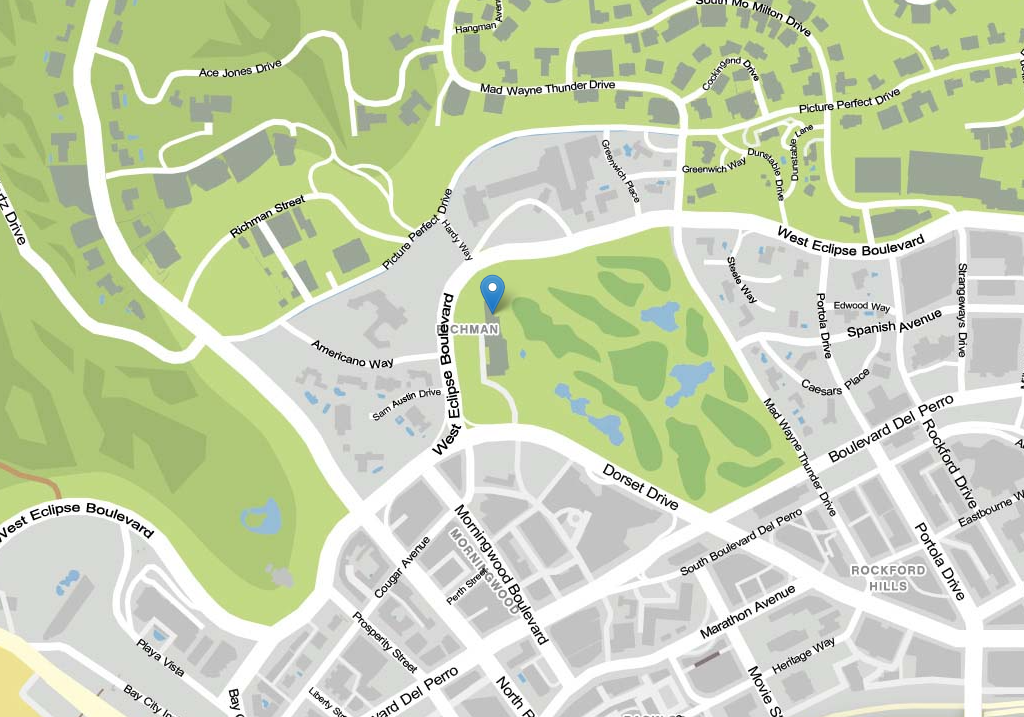 South Mo Milton Drive
Hangman
Ace Jones Drive
Mad Wayne Thunder Drive
Cockingend Drive
Picture Perfect Drive
Dunstable Lane
Greenwich Place
Greenwich Way
Dunstable Drive
Richman Street
Picture Perfect Drive
Hardy Way
Drive
West Eclipse Boulevard
Steele Way
Strangeways Drive
Portola Drive
Edwood Way
Spanish Avenue
West Eclipse Boulevard
Americano Way
Caesars Place
Sam Austin Drive
Mad Wayne Thunder Drive
Boulevard Del Perro
Rockford Drive
Dorset Drive
West Eclipse Boulevard
Eastbourne
South Boulevard Del Perro
Portola Drive
Morningwood Boulevard
MORNINGWOOD
Cougar Avenue
Perth Street
ROCKFORD
HILLS
Marathon Avenue
Prosperity Street
Heritage Way
Playa Vista
Bay City
Del Perro
North
Movie